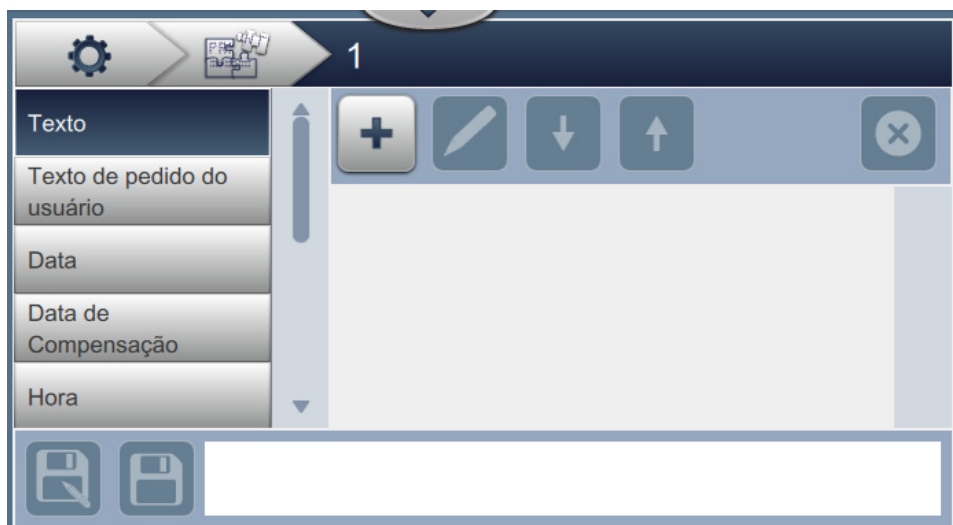 1
Texto
Texto de pedido do
usuário
Data
Data de
Compensação
Hora